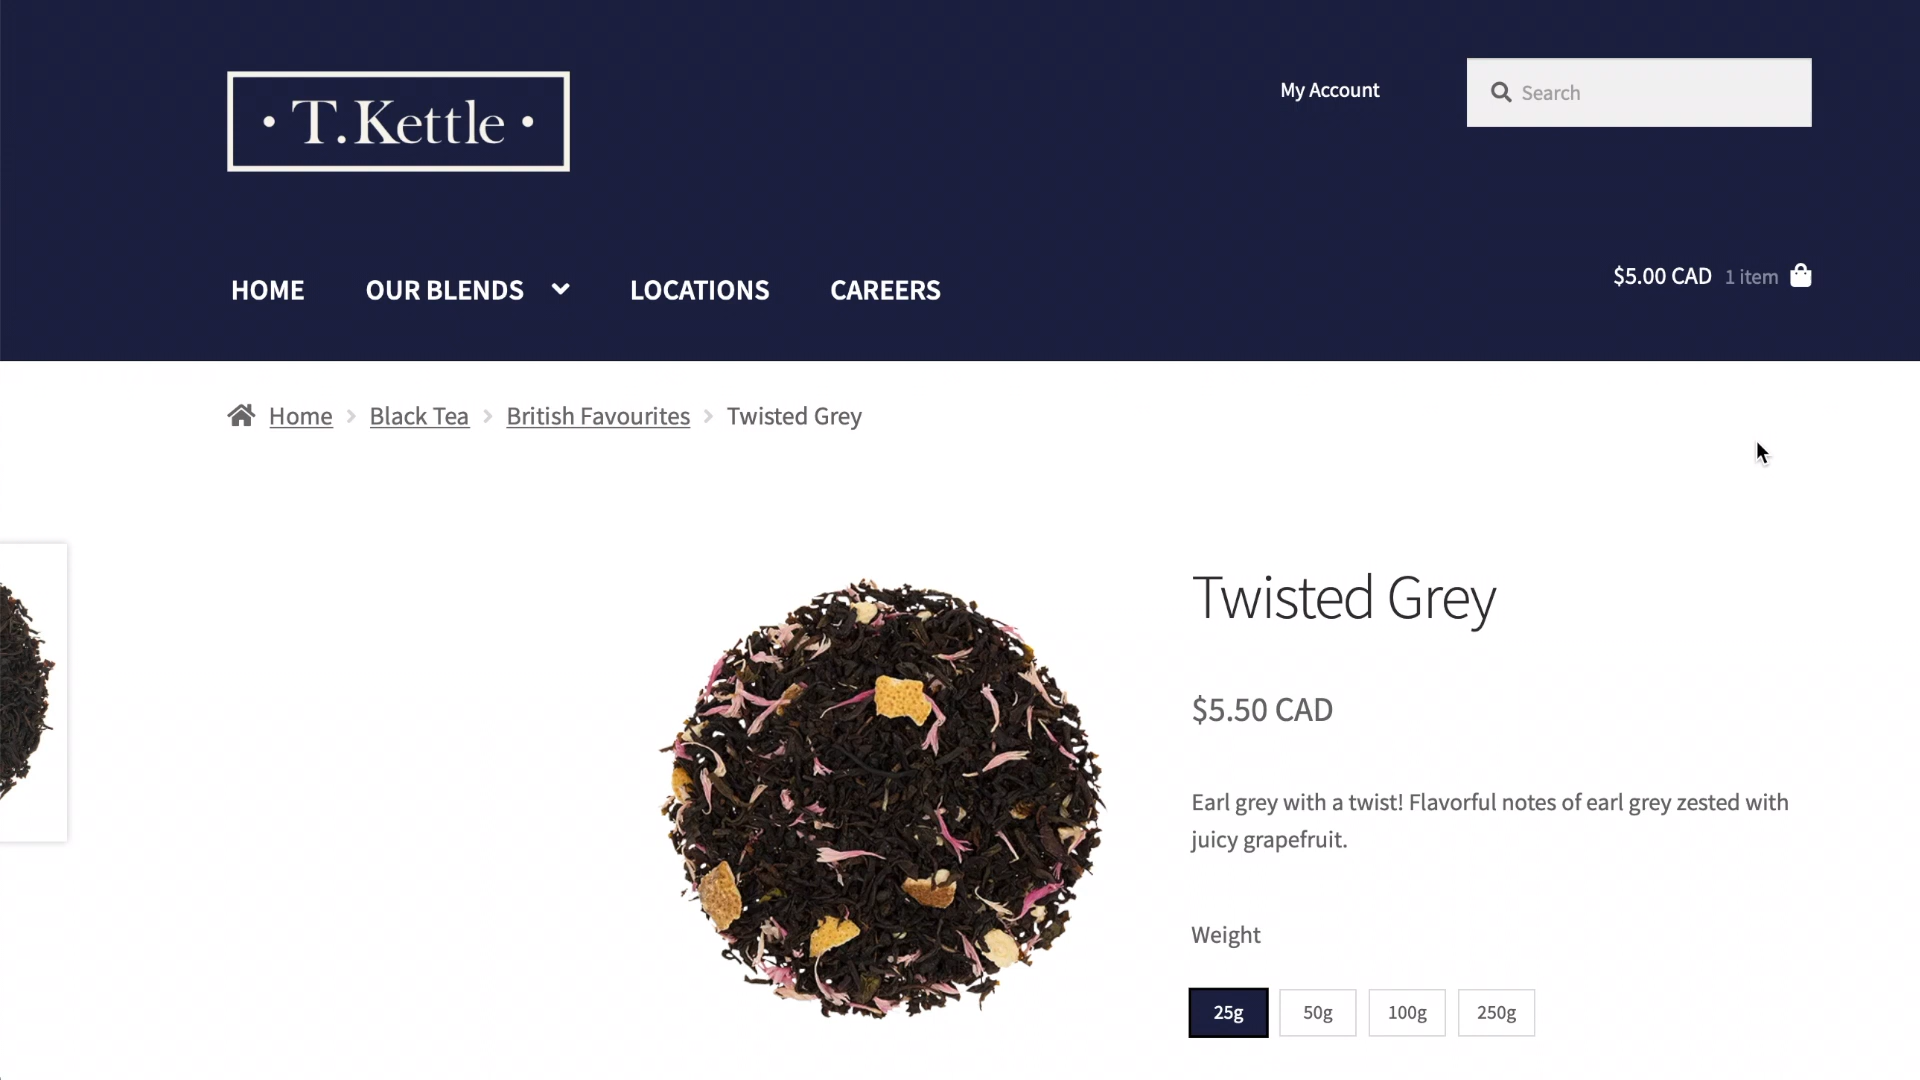 · T.Kettle ·
My Account
Search
HOME
OUR BLENDS
LOCATIONS
CAREERS
$5.00 CAD 1 item
Home
Black Tea
British Favourites
Twisted Grey
Twisted Grey
$5.50 CAD
Earl grey with a twist! Flavorful notes of earl grey zested with
juicy grapefruit.
Weight
25g
50g
100g
250g